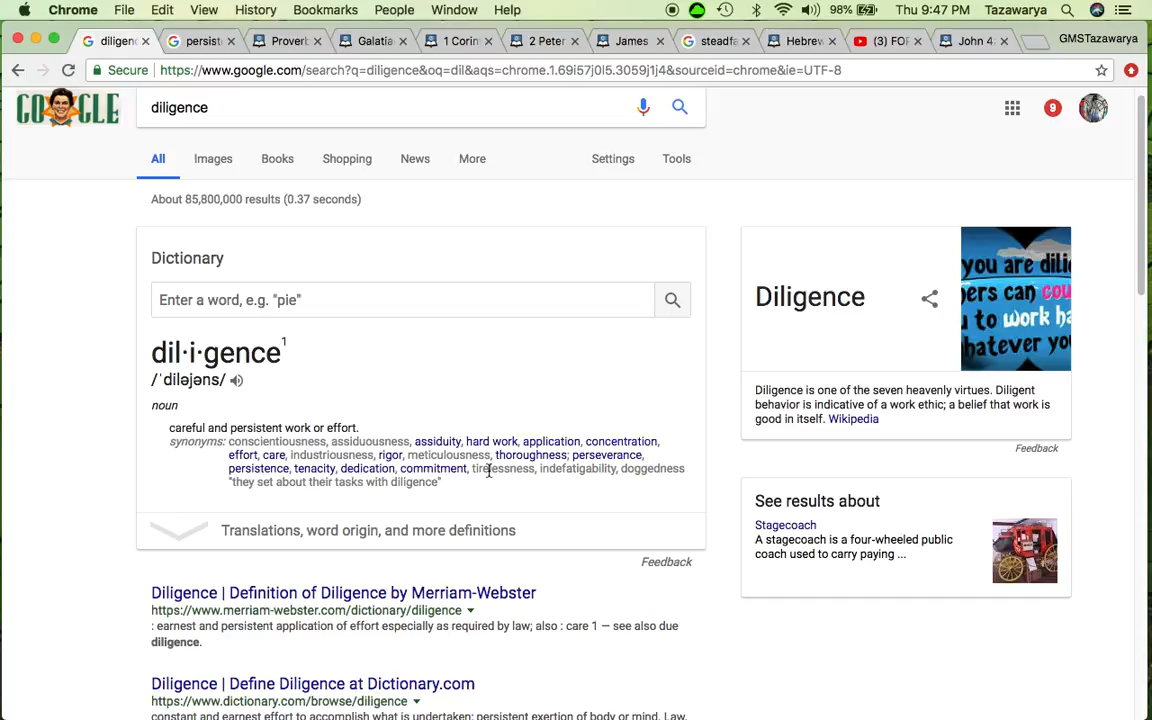 Chrome File Edit View History Bookmarks People Window Help 98% Thu 9:47 PM Tazawarya
diligenc persist Proverb Galatia 1 Corin 2 Peter James steadfa Hebrew (3) FOR John 4: GMSTazawarya
Secure https://www.google.com/search?q=diligence&oq=dil&aqs=chrome.1.69i57j0l5.3059j1j4&sourceid=chrome&ie=UTF-8
GOOGLE diligence 9
All Images Books Shopping News More Settings Tools
About 85,800,000 results (0.37 seconds)
Dictionary
Enter a word, e.g. "pie"
dil·i·gence1
/ˈdiləjəns/
noun
careful and persistent work or effort.
synonyms: conscientiousness, assiduousness, assiduity, hard work, application, concentration,
effort, care, industriousness, rigor, meticulousness, thoroughness; perseverance,
persistence, tenacity, dedication, commitment, tirelessness, indefatigability, doggedness
"they set about their tasks with diligence"
Translations, word origin, and more definitions
Feedback
Diligence | Definition of Diligence by Merriam-Webster
https://www.merriam-webster.com/dictionary/diligence
: earnest and persistent application of effort especially as required by law; also : care 1 — see also due
diligence.
Diligence | Define Diligence at Dictionary.com
https://www.dictionary.com/browse/diligence
constant and earnest effort to accomplish what is undertaken; persistent exertion of body or mind. Law.
Diligence
you are dili
ers can cou
u to work ha
hatever you
Diligence is one of the seven heavenly virtues. Diligent
behavior is indicative of a work ethic; a belief that work is
good in itself. Wikipedia
Feedback
See results about
Stagecoach
A stagecoach is a four-wheeled public
coach used to carry paying ...